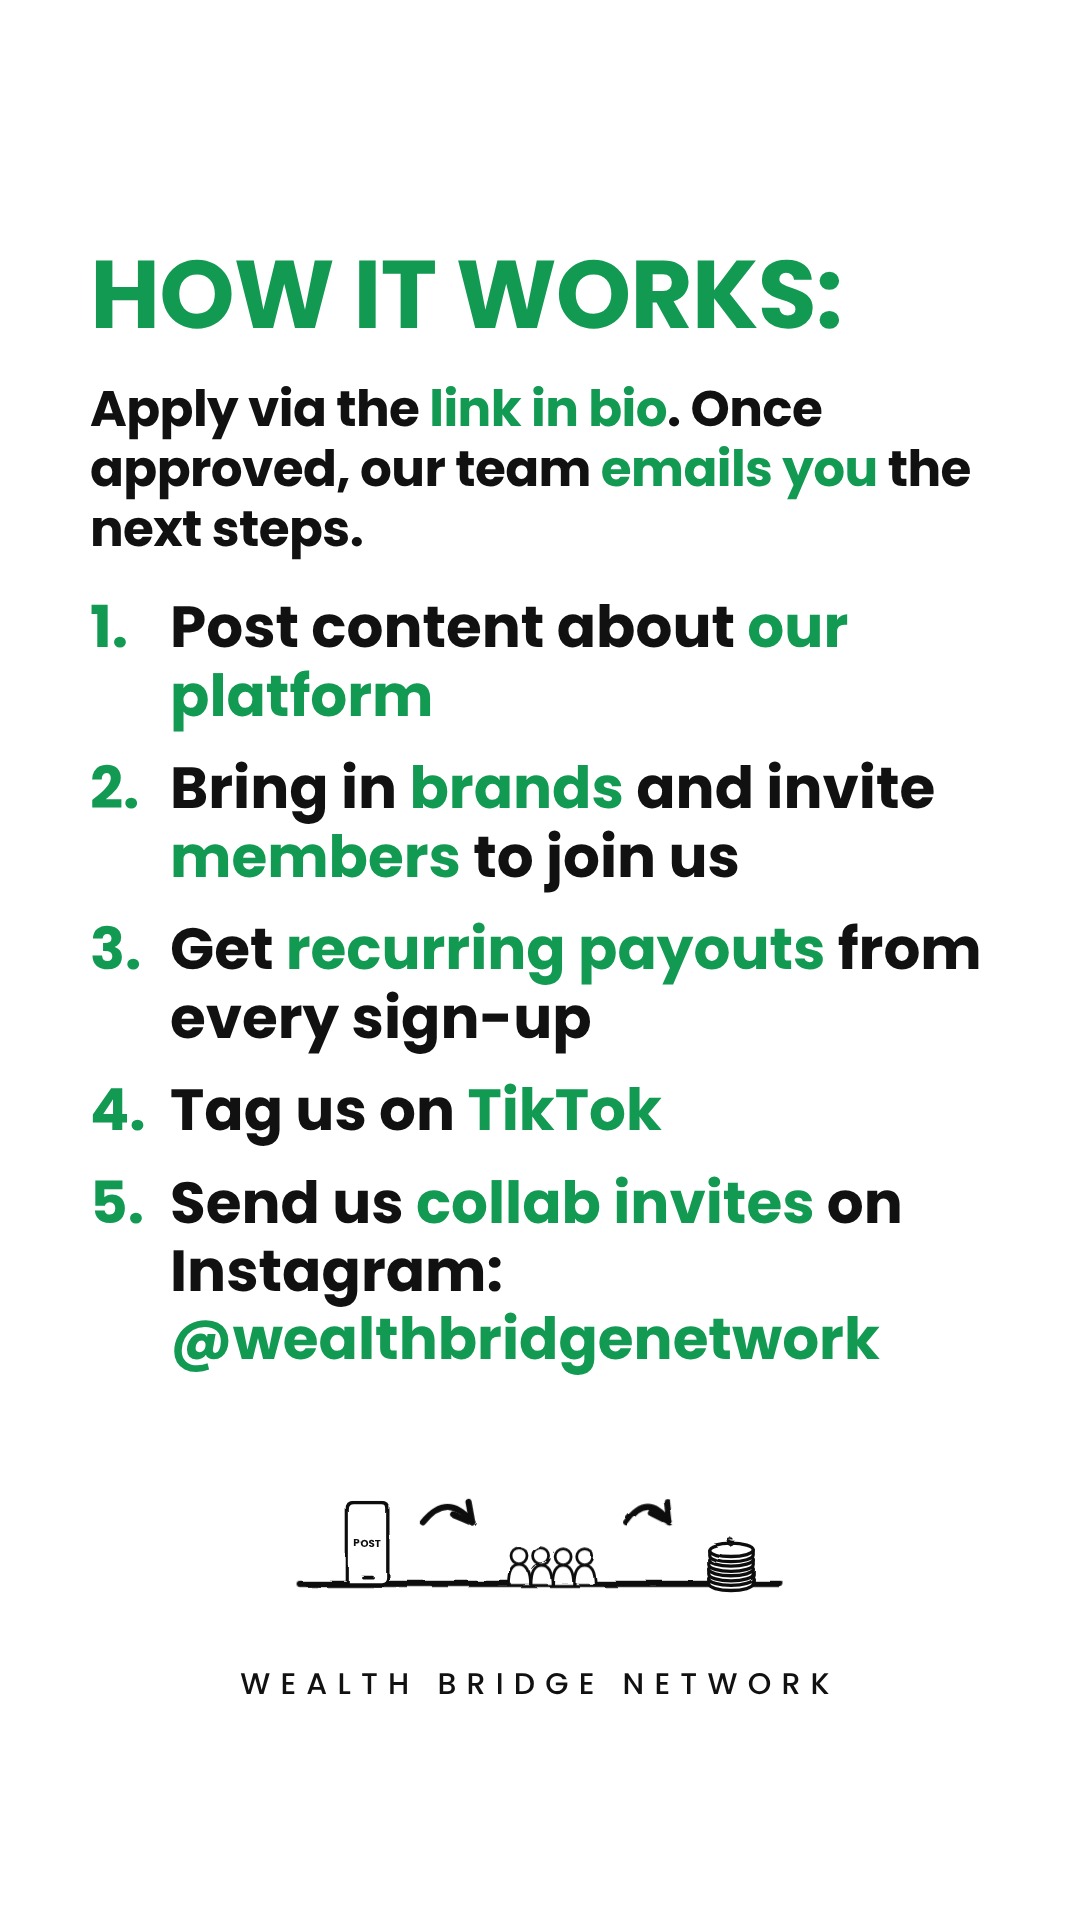 HOW IT WORKS:
Apply via the link in bio. Once
approved, our team emails you the
next steps.
1. Post content about our
platform
2. Bring in brands and invite
members to join us
3. Get recurring payouts from
every sign-up
4. Tag us on TikTok
5. Send us collab invites on
Instagram:
@wealthbridgenetwork
POST
WEALTH BRIDGE NETWORK